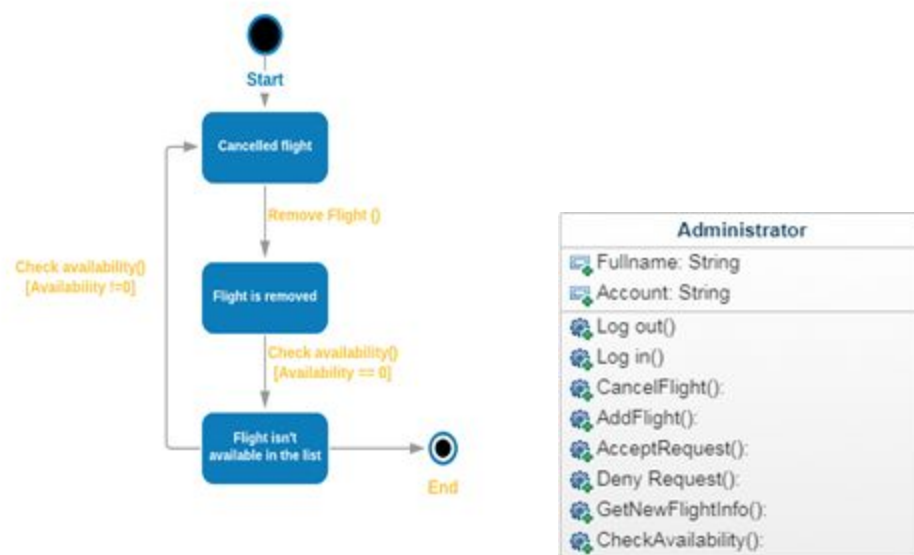 Start
Cancelled flight
Remove Flight ()
Check availability()
[Availability !=0]
Flight is removed
Check availability()
[Availability == 0]
Flight isn't
available in the list
End
Administrator
Fullname: String
Account: String
Log out()
Log in()
CancelFlight():
AddFlight():
AcceptRequest():
Deny Request():
GetNewFlightInfo():
CheckAvailability():